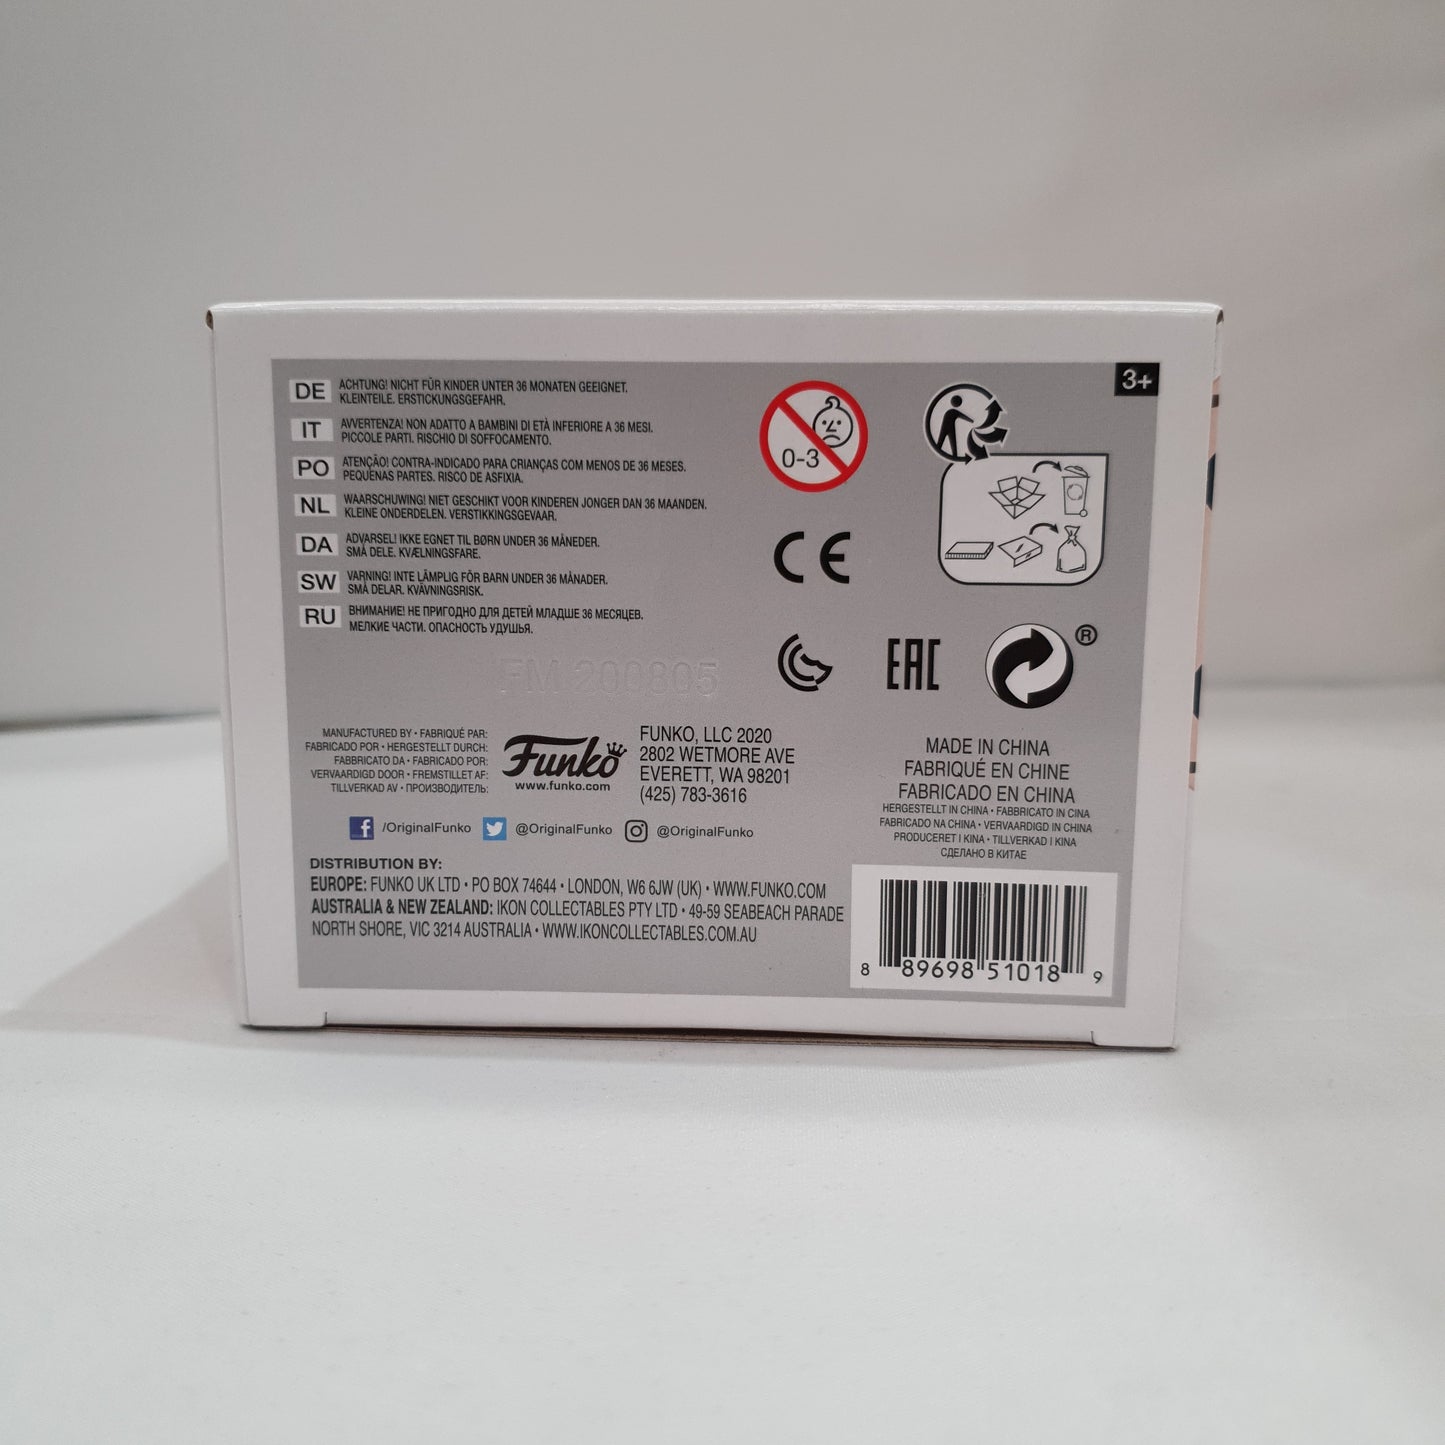 DE ACHTUNG! NICHT FÜR KINDER UNTER 36 MONATEN GEEIGNET.
KLEINTEILE. ERSTICKUNGSGEFAHR.
IT AVVERTENZA! NON ADATTO A BAMBINI DI ETÀ INFERIORE A 36 MESI.
PICCOLE PARTI. RISCHIO DI SOFFOCAMENTO.
PO ATENÇÃO! CONTRA-INDICADO PARA CRIANÇAS COM MENOS DE 36 MESES.
PEQUENAS PARTES. RISCO DE ASFIXIA.
NL WAARSCHUWING! NIET GESCHIKT VOOR KINDEREN JONGER DAN 36 MAANDEN.
KLEINE ONDERDELEN. VERSTIKKINGSGEVAAR.
DA ADVARSEL! IKKE EGNET TIL BØRN UNDER 36 MÅNEDER.
SMÅ DELE. KVÆLNINGSFARE.
SW VARNING! INTE LÄMPLIG FÖR BARN UNDER 36 MÅNADER.
SMÅ DELAR. KVÄVNINGSRISK.
RU ВНИМАНИЕ! НЕ ПРИГОДНО ДЛЯ ДЕТЕЙ МЛАДШЕ 36 МЕСЯЦЕВ.
МЕЛКИЕ ЧАСТИ. ОПАСНОСТЬ УДУШЬЯ.
0-3
3+
CE
EAC
®
FM 200805
MANUFACTURED BY • FABRIQUÉ PAR:
FABRICADO POR • HERGESTELLT DURCH:
FABBRICATO DA • FABRICADO POR:
VERVAARDIGD DOOR • FREMSTILLET AF:
TILLVERKAD AV • ПРОИЗВОДИТЕЛЬ:
Funko
www.funko.com
FUNKO, LLC 2020
2802 WETMORE AVE
EVERETT, WA 98201
(425) 783-3616
MADE IN CHINA
FABRIQUÉ EN CHINE
FABRICADO EN CHINA
HERGESTELLT IN CHINA • FABBRICATO IN CINA
FABRICADO NA CHINA • VERVAARDIGD IN CHINA
PRODUCERET I KINA • TILLVERKAD I KINA
СДЕЛАНО В КИТАЕ
f /OriginalFunko @OriginalFunko @OriginalFunko
DISTRIBUTION BY:
EUROPE: FUNKO UK LTD • PO BOX 74644 • LONDON, W6 6JW (UK) • WWW.FUNKO.COM
AUSTRALIA & NEW ZEALAND: IKON COLLECTABLES PTY LTD • 49-59 SEABEACH PARADE
NORTH SHORE, VIC 3214 AUSTRALIA • WWW.IKONCOLLECTABLES.COM.AU
8 89698 51018 9